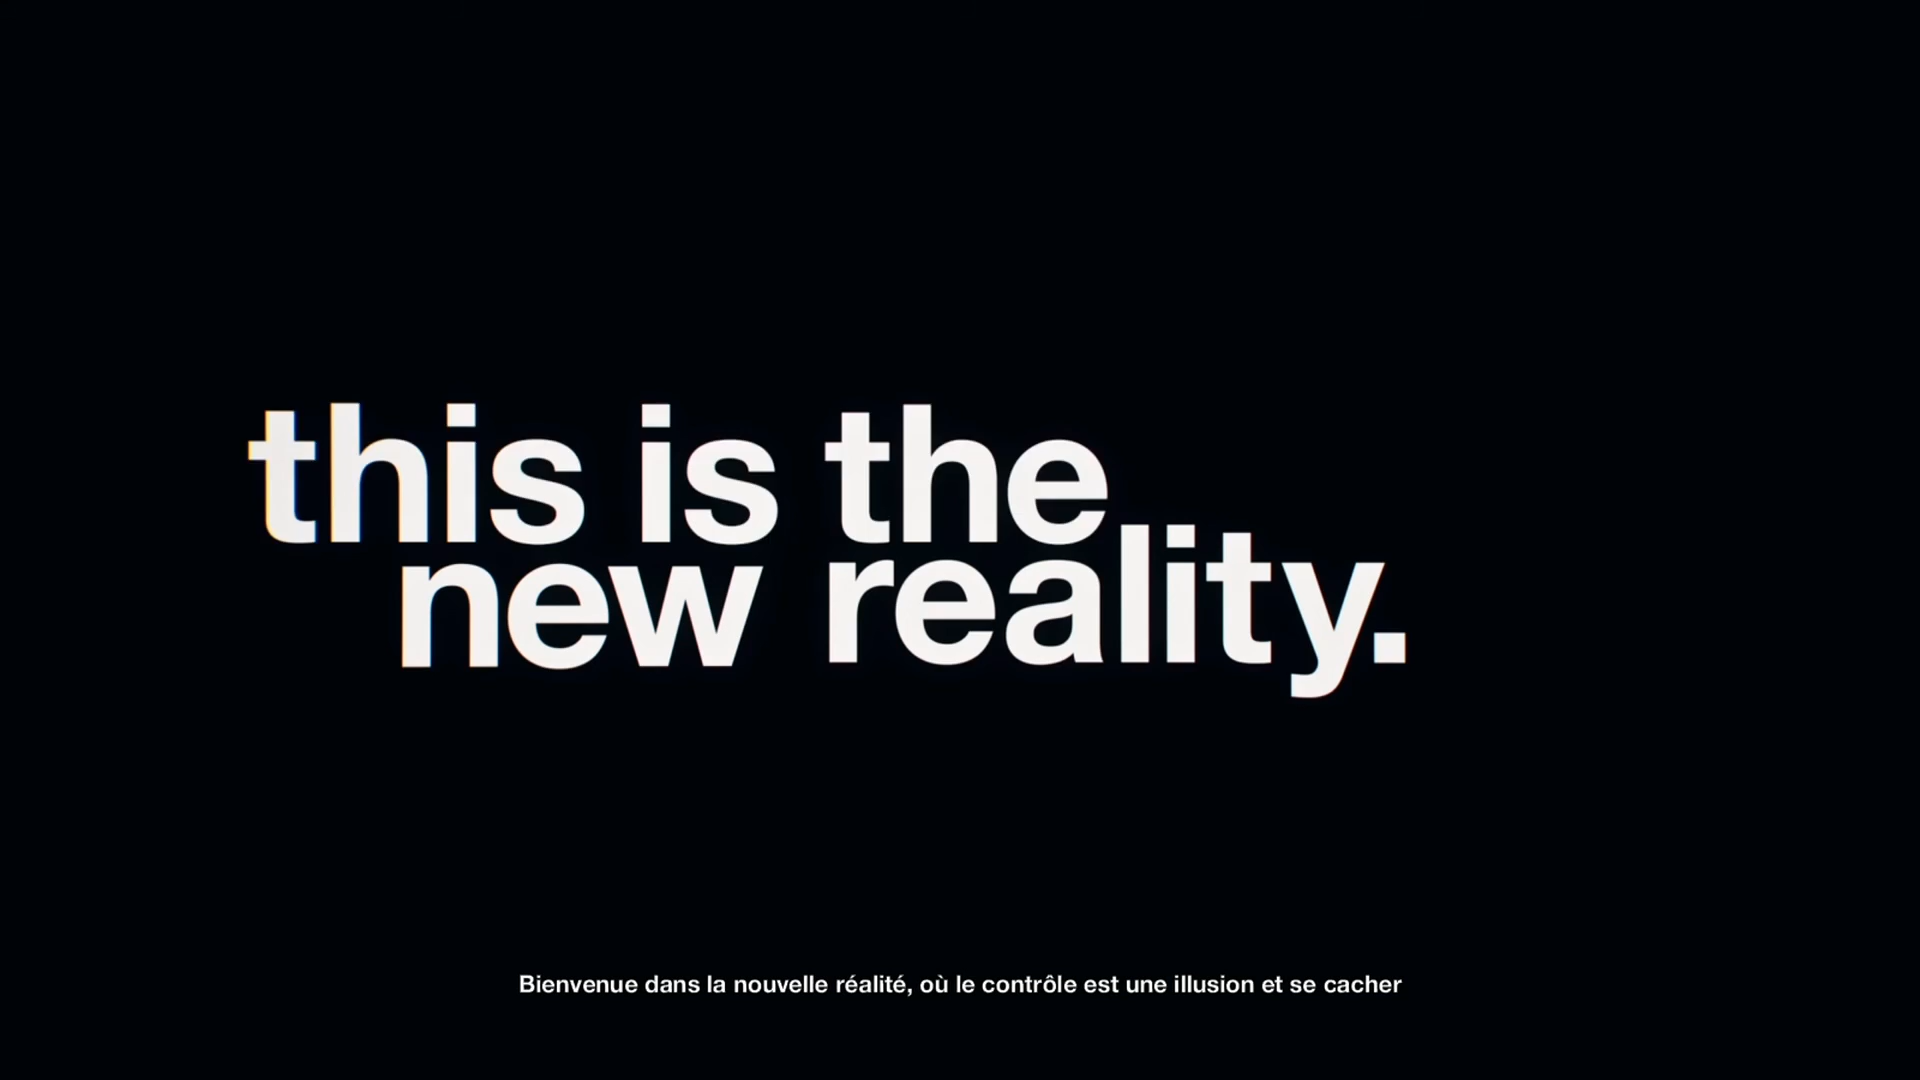 this is the
new reality.
Bienvenue dans la nouvelle réalité, où le contrôle est une illusion et se cacher